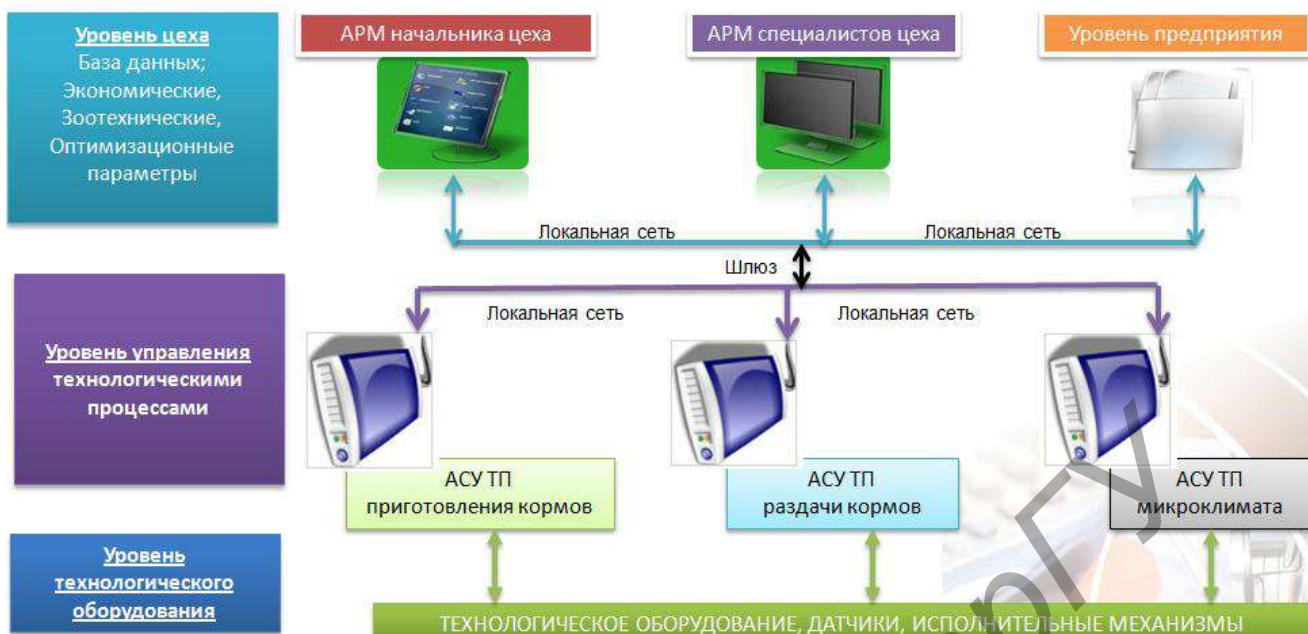 Уровень цеха
База данных;
Экономические,
Зоотехнические,
Оптимизационные
параметры
АРМ начальника цеха
АРМ специалистов цеха
Уровень предприятия
Локальная сеть
Локальная сеть
Шлюз
Локальная сеть
Локальная сеть
Уровень управления
технологическими
процессами
АСУ ТП
приготовления кормов
АСУ ТП
раздачи кормов
АСУ ТП
микроклимата
Уровень
технологического
оборудования
ТЕХНОЛОГИЧЕСКОЕ ОБОРУДОВАНИЕ, ДАТЧИКИ, ИСПОЛНИТЕЛЬНЫЕ МЕХАНИЗМЫ
рГУ